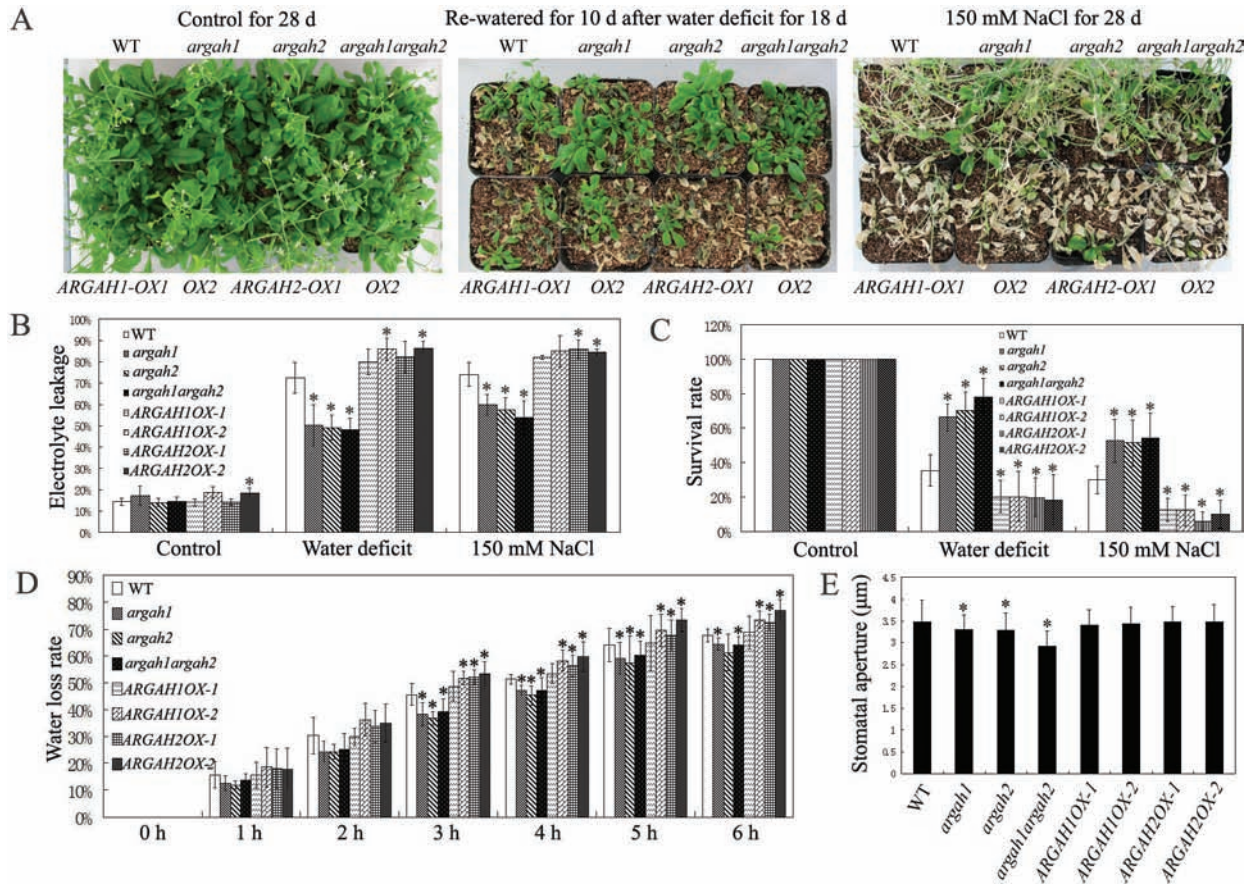 A
Control for 28 d
Re-watered for 10 d after water deficit for 18 d
150 mM NaCl for 28 d
WT argah1 argah2 argah1argah2
WT argah1 argah2 argah1argah2
WT argah1 argah2 argah1argah2
ARGAH1-OX1 OX2 ARGAH2-OX1 OX2
ARGAH1-OX1 OX2 ARGAH2-OX1 OX2
ARGAH1-OX1 OX2 ARGAH2-OX1 OX2
B
Electrolyte leakage
100%
90%
80%
70%
60%
50%
40%
30%
20%
10%
0%
WT
argah1
argah2
argah1argah2
ARGAH1OX-1
ARGAH1OX-2
ARGAH2OX-1
ARGAH2OX-2
* * * * * * * * * * *
Control Water deficit 150 mM NaCl
C
Survival rate
120%
100%
80%
60%
40%
20%
0%
WT
argah1
argah2
argah1argah2
ARGAH1OX-1
ARGAH1OX-2
ARGAH2OX-1
ARGAH2OX-2
* * * * * * * * * * * * * *
Control Water deficit 150 mM NaCl
D
Water loss rate
90%
80%
70%
60%
50%
40%
30%
20%
10%
0%
WT
argah1
argah2
argah1argah2
ARGAH1OX-1
ARGAH1OX-2
ARGAH2OX-1
ARGAH2OX-2
* * * * * * * * * * * * * * * * * * * * * * * *
0 h 1 h 2 h 3 h 4 h 5 h 6 h
E
Stomatal aperture (μm)
4.5
4
3.5
3
2.5
2
1.5
1
0.5
0
* * *
WT
argah1
argah2
argah1argah2
ARGAH1OX-1
ARGAH1OX-2
ARGAH2OX-1
ARGAH2OX-2